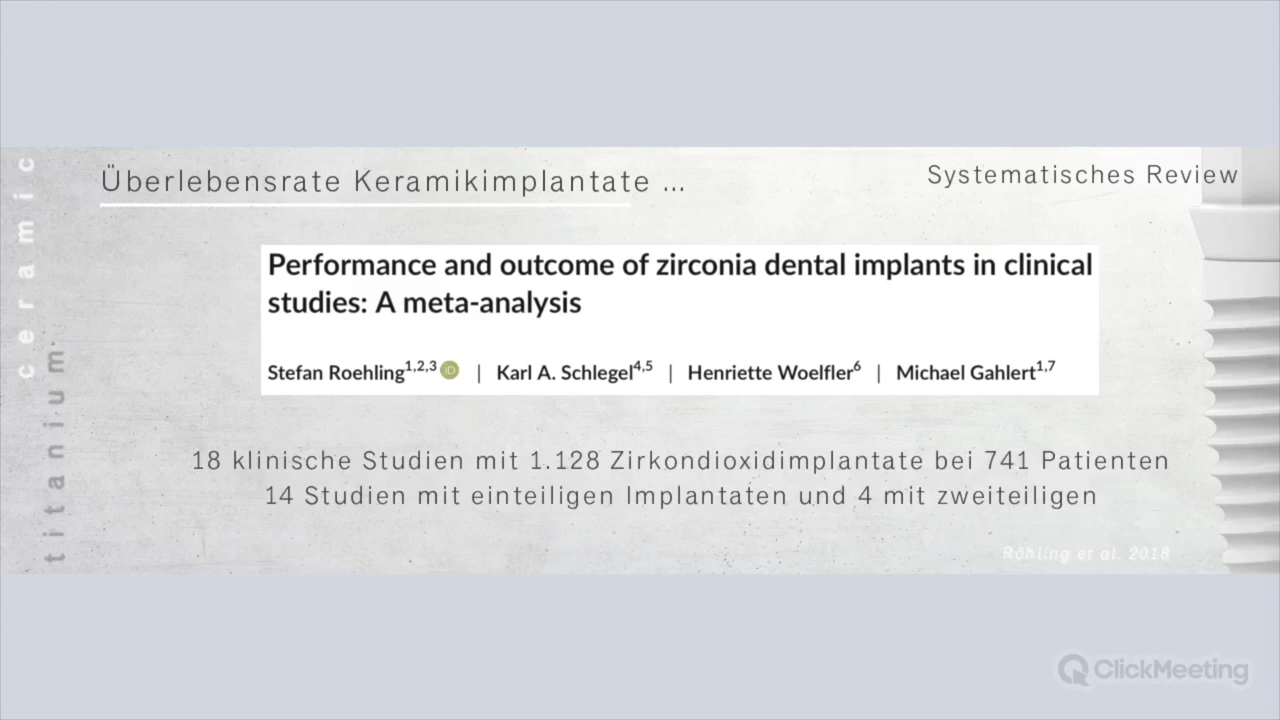 Überlebensrate Keramikimplantate ...
Systematisches Review
ceramic
titanium
Performance and outcome of zirconia dental implants in clinical
studies: A meta-analysis
Stefan Roehling1,2,3 iD | Karl A. Schlegel4,5 | Henriette Woelfler6 | Michael Gahlert1,7
18 klinische Studien mit 1.128 Zirkondioxidimplantate bei 741 Patienten
14 Studien mit einteiligen Implantaten und 4 mit zweiteiligen
Röhling et al. 2018
ClickMeeting